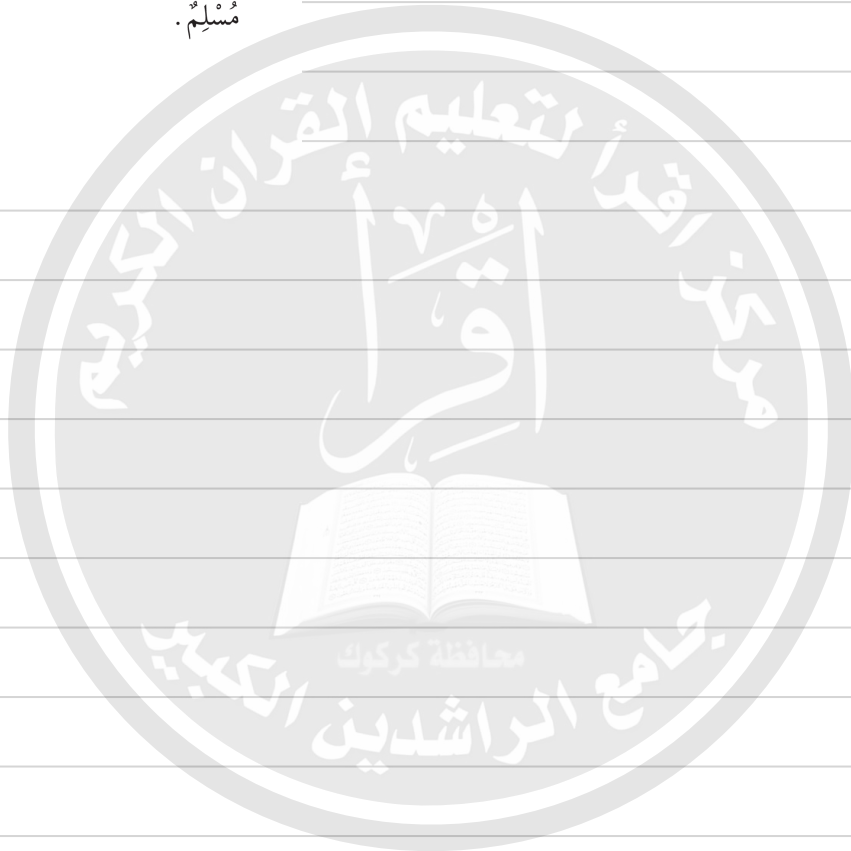 مُسْلِمٌ .
مركز اقرأ لتعليم القران الكريم
اقْرَأْ
محافظة كركوك
جامع الراشدين الكبير